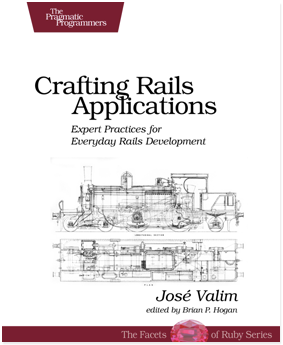 The
Pragmatic
Programmers
Crafting Rails
Applications
Expert Practices for
Everyday Rails Development
José Valim
edited by Brian P. Hogan
The Facets of Ruby Series